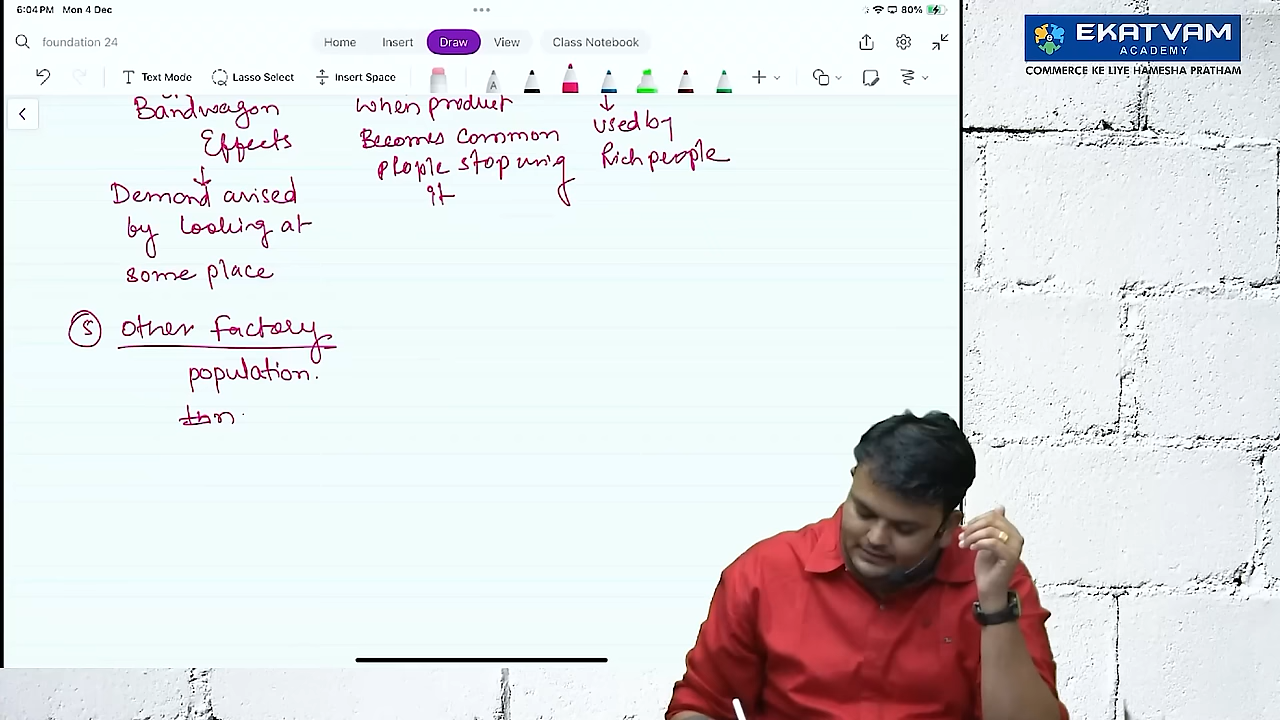 6:04 PM Mon 4 Dec
80%
foundation 24
Home
Insert
Draw
View
Class Notebook
Text Mode
Lasso Select
Insert Space
EKATVAM
ACADEMY
COMMERCE KE LIYE HAMESHA PRATHAM
Bandwagon
Effects
Demand arised
by looking at
some place
when product
Becomes common
people stop using
it
used by
Rich people
5 Other factory
population.